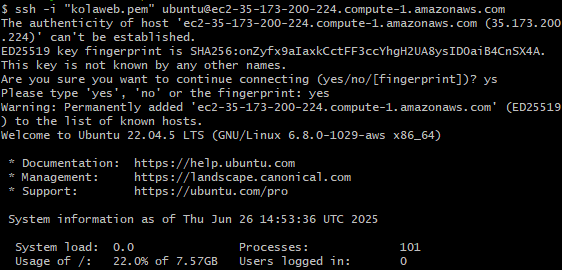 $ ssh -i "kolaweb.pem" ubuntu@ec2-35-173-200-224.compute-1.amazonaws.com
The authenticity of host 'ec2-35-173-200-224.compute-1.amazonaws.com (35.173.200
.224)' can't be established.
ED25519 key fingerprint is SHA256:onZyfx9aIaxkCctFF3ccYhgH2UA8ysID0aiB4CnSX4A.
This key is not known by any other names.
Are you sure you want to continue connecting (yes/no/[fingerprint])? ys
Please type 'yes', 'no' or the fingerprint: yes
Warning: Permanently added 'ec2-35-173-200-224.compute-1.amazonaws.com' (ED25519
) to the list of known hosts.
Welcome to Ubuntu 22.04.5 LTS (GNU/Linux 6.8.0-1029-aws x86_64)
* Documentation:  https://help.ubuntu.com
* Management:     https://landscape.canonical.com
* Support:        https://ubuntu.com/pro
System information as of Thu Jun 26 14:53:36 UTC 2025
System load:  0.0               Processes:             101
Usage of /:   22.0% of 7.57GB   Users logged in:       0